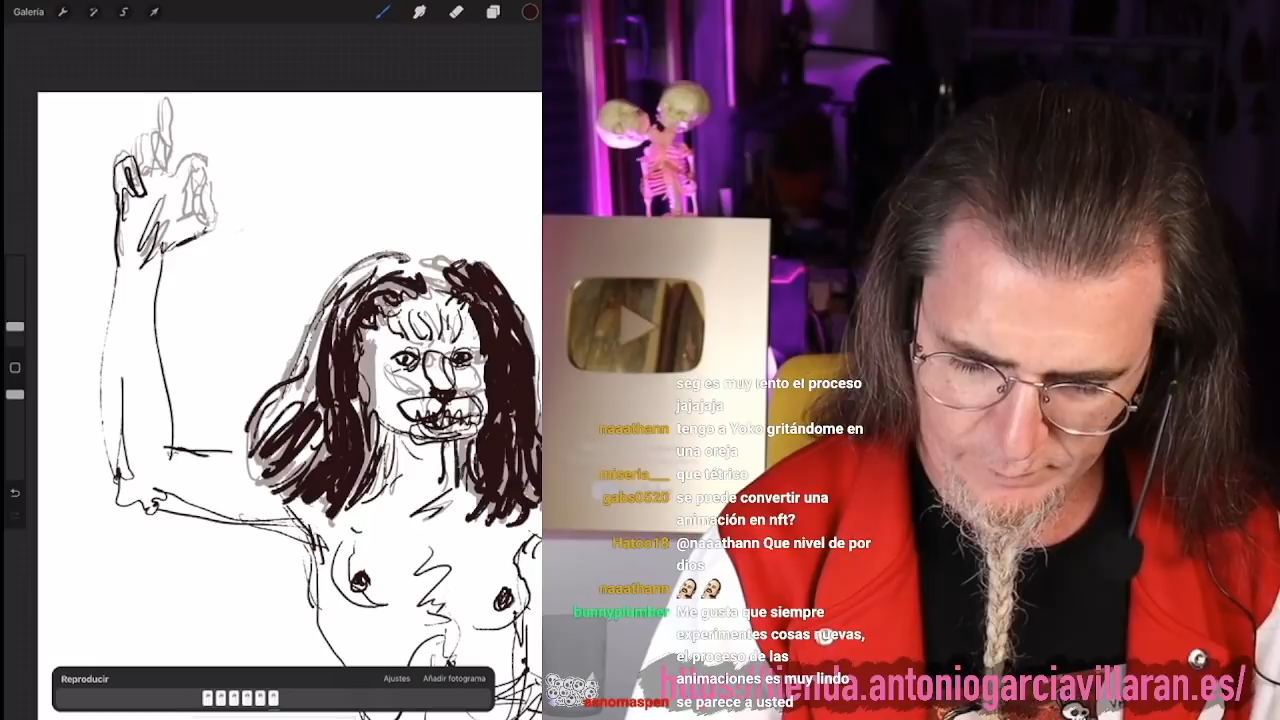 Galería
seg es muy lento el proceso
jajajaja
naaathann tengo a Yoko gritándome en
una oreja
miseria__ que tétrico
gabs0520 se puede convertir una
animación en nft?
Hatoo18 @naaathann Que nivel de por
dios
naaathann
bunnyplumber Me gusta que siempre
experimentes cosas nuevas,
el proceso de las
animaciones es muy lindo
https://tienda.antoniogarciavillaran.es/
se parece a usted
Reproducir
Ajustes
Añadir fotograma